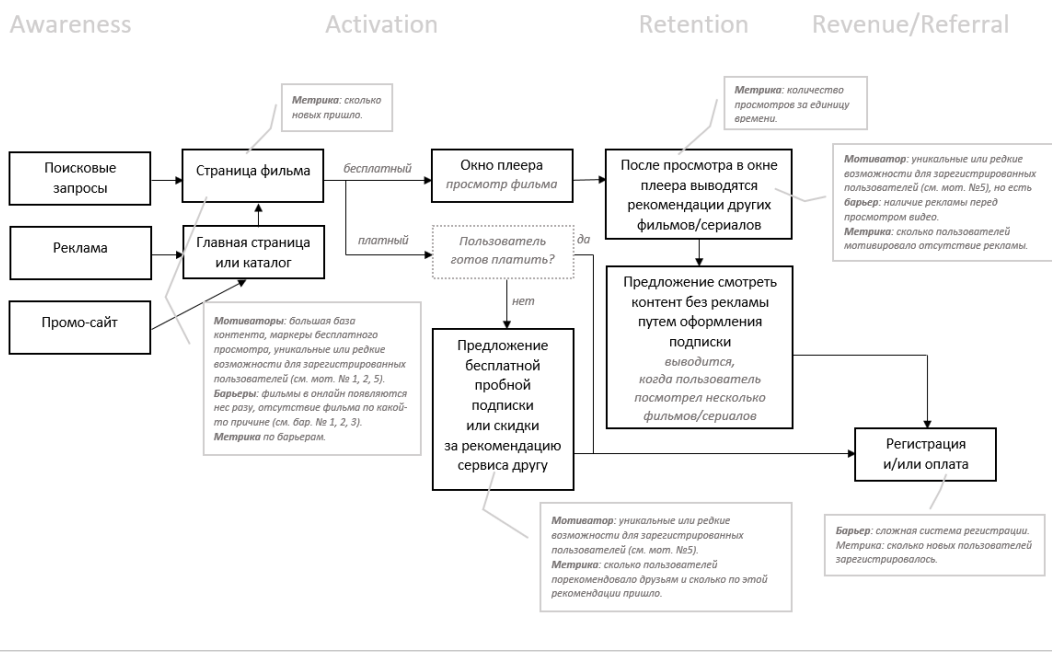 Awareness
Activation
Retention
Revenue/Referral
Метрика: сколько
новых пришло.
Метрика: количество
просмотров за единицу
времени.
Поисковые
запросы
Страница фильма
бесплатный
Окно плеера
просмотр фильма
После просмотра в окне
плеера выводятся
рекомендации других
фильмов/сериалов
Мотиватор: уникальные или редкие
возможности для зарегистрированных
пользователей (см. мот. №5), но есть
барьер: наличие рекламы перед
просмотром видео.
Метрика: сколько пользователей
мотивировало отсутствие рекламы.
Реклама
Главная страница
или каталог
платный
Пользователь
готов платить?
да
нет
Промо-сайт
Мотиваторы: большая база
контента, маркеры бесплатного
просмотра, уникальные или редкие
возможности для зарегистрированных
пользователей (см. мот. № 1, 2, 5).
Барьеры: фильмы в онлайн появляются
нес разу, отсутствие фильма по какой-
то причине (см. бар. № 1, 2, 3).
Метрика по барьерам.
Предложение
бесплатной
пробной
подписки
или скидки
за рекомендацию
сервиса другу
Предложение смотреть
контент без рекламы
путем оформления
подписки
выводится,
когда пользователь
посмотрел несколько
фильмов/сериалов
Регистрация
и/или оплата
Мотиватор: уникальные или редкие
возможности для зарегистрированных
пользователей (см. мот. №5).
Метрика: сколько пользователей
порекомендовало друзьям и сколько по этой
рекомендации пришло.
Барьер: сложная система регистрации.
Метрика: сколько новых пользователей
зарегистрировалось.